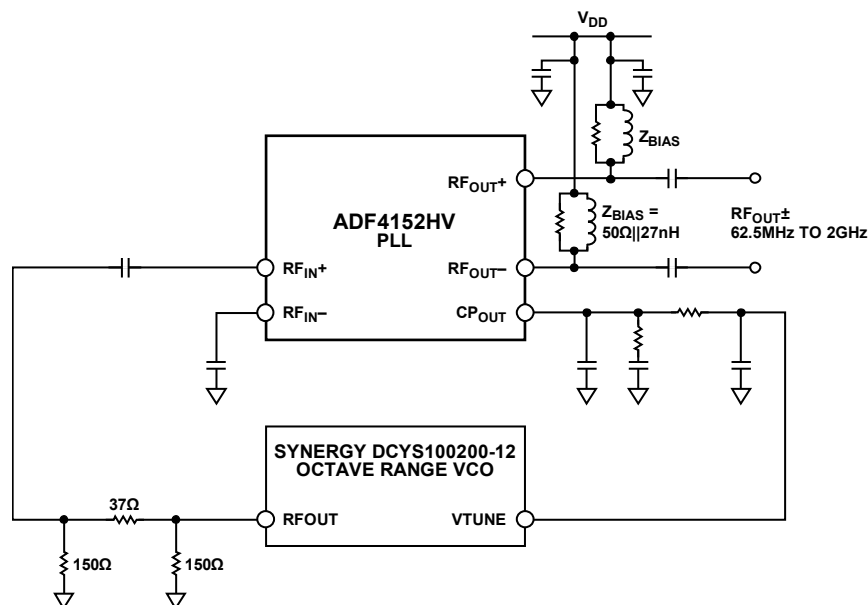 VDD
ZBIAS
RFOUT+
ADF4152HV
PLL
ZBIAS =
50Ω||27nH
RFOUT±
62.5MHz TO 2GHz
RFIN+
RFOUT–
RFIN–
CPOUT
SYNERGY DCYS100200-12
OCTAVE RANGE VCO
37Ω
RFOUT
VTUNE
150Ω
150Ω